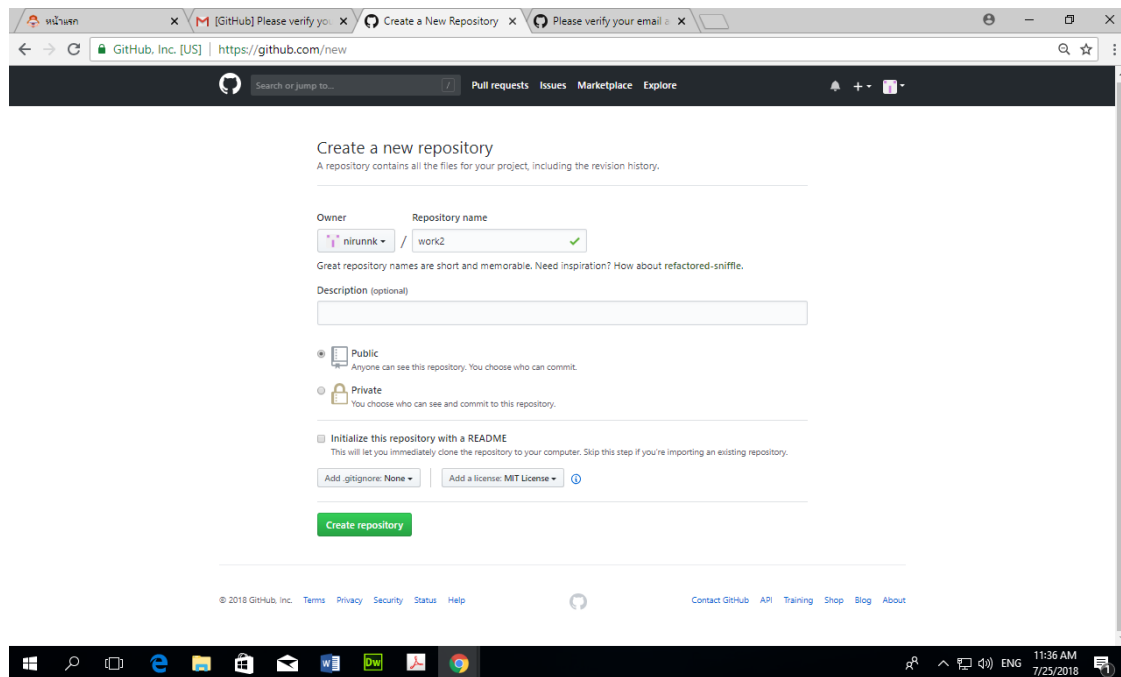 หน้าแรก
[GitHub] Please verify you
Create a New Repository
Please verify your email a
GitHub, Inc. [US] | https://github.com/new
Search or jump to... /
Pull requests Issues Marketplace Explore
Create a new repository
A repository contains all the files for your project, including the revision history.
Owner Repository name
nirunnk / work2
Great repository names are short and memorable. Need inspiration? How about refactored-sniffle.
Description (optional)
Public
Anyone can see this repository. You choose who can commit.
Private
You choose who can see and commit to this repository.
Initialize this repository with a README
This will let you immediately clone the repository to your computer. Skip this step if you're importing an existing repository.
Add .gitignore: None Add a license: MIT License
Create repository
© 2018 GitHub, Inc. Terms Privacy Security Status Help Contact GitHub API Training Shop Blog About
ENG
11:36 AM
7/25/2018